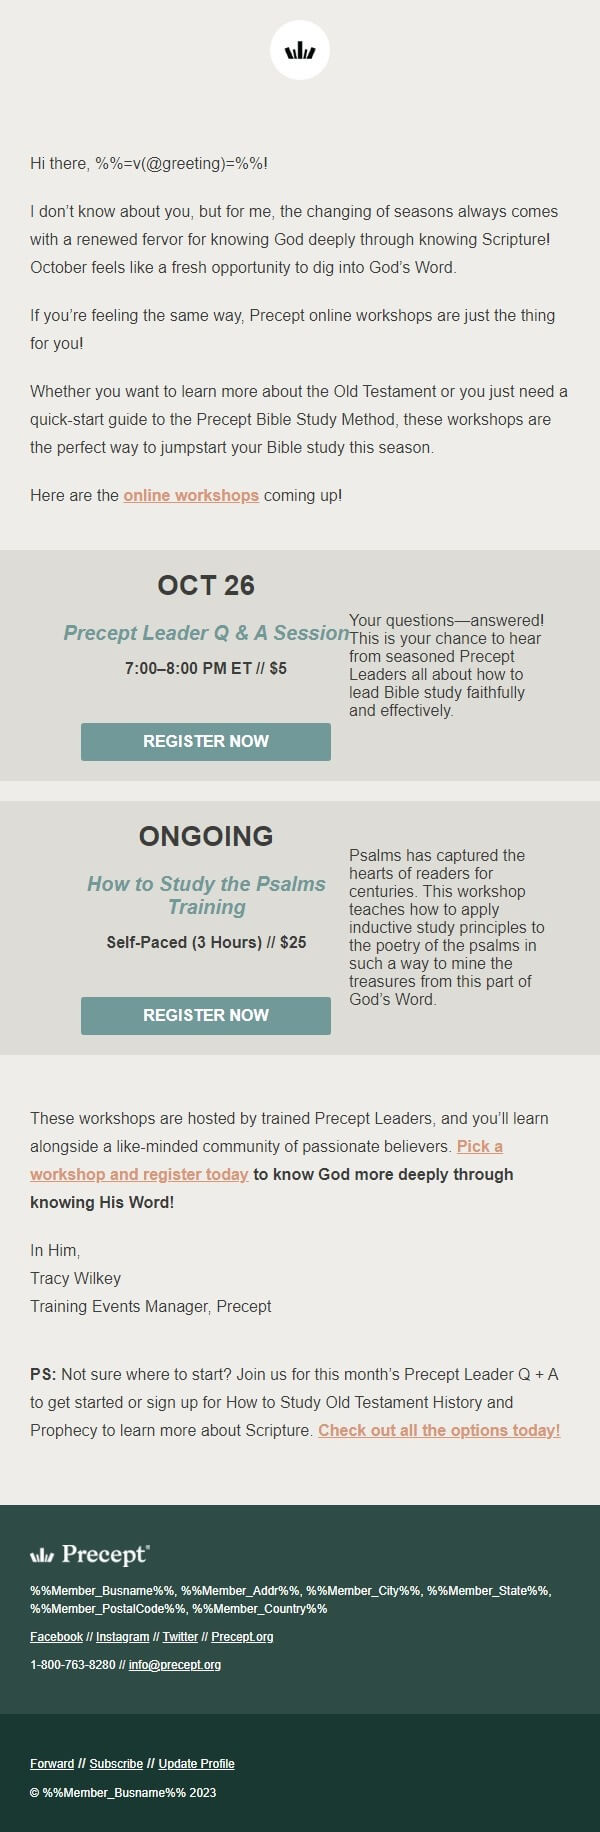 Hi there, %%=v(@greeting)=%%!
I don’t know about you, but for me, the changing of seasons always comes
with a renewed fervor for knowing God deeply through knowing Scripture!
October feels like a fresh opportunity to dig into God’s Word.
If you’re feeling the same way, Precept online workshops are just the thing
for you!
Whether you want to learn more about the Old Testament or you just need a
quick-start guide to the Precept Bible Study Method, these workshops are
the perfect way to jumpstart your Bible study this season.
Here are the online workshops coming up!
OCT 26
Precept Leader Q & A Session
7:00–8:00 PM ET // $5
REGISTER NOW
Your questions—answered!
This is your chance to hear
from seasoned Precept
Leaders all about how to
lead Bible study faithfully
and effectively.
ONGOING
How to Study the Psalms
Training
Self-Paced (3 Hours) // $25
REGISTER NOW
Psalms has captured the
hearts of readers for
centuries. This workshop
teaches how to apply
inductive study principles to
the poetry of the psalms in
such a way to mine the
treasures from this part of
God’s Word.
These workshops are hosted by trained Precept Leaders, and you’ll learn
alongside a like-minded community of passionate believers. Pick a
workshop and register today to know God more deeply through
knowing His Word!
In Him,
Tracy Wilkey
Training Events Manager, Precept
PS: Not sure where to start? Join us for this month’s Precept Leader Q + A
to get started or sign up for How to Study Old Testament History and
Prophecy to learn more about Scripture. Check out all the options today!
Precept®
%%Member_Busname%%, %%Member_Addr%%, %%Member_City%%, %%Member_State%%,
%%Member_PostalCode%%, %%Member_Country%%
Facebook // Instagram // Twitter // Precept.org
1-800-763-8280 // info@precept.org
Forward // Subscribe // Update Profile
© %%Member_Busname%% 2023